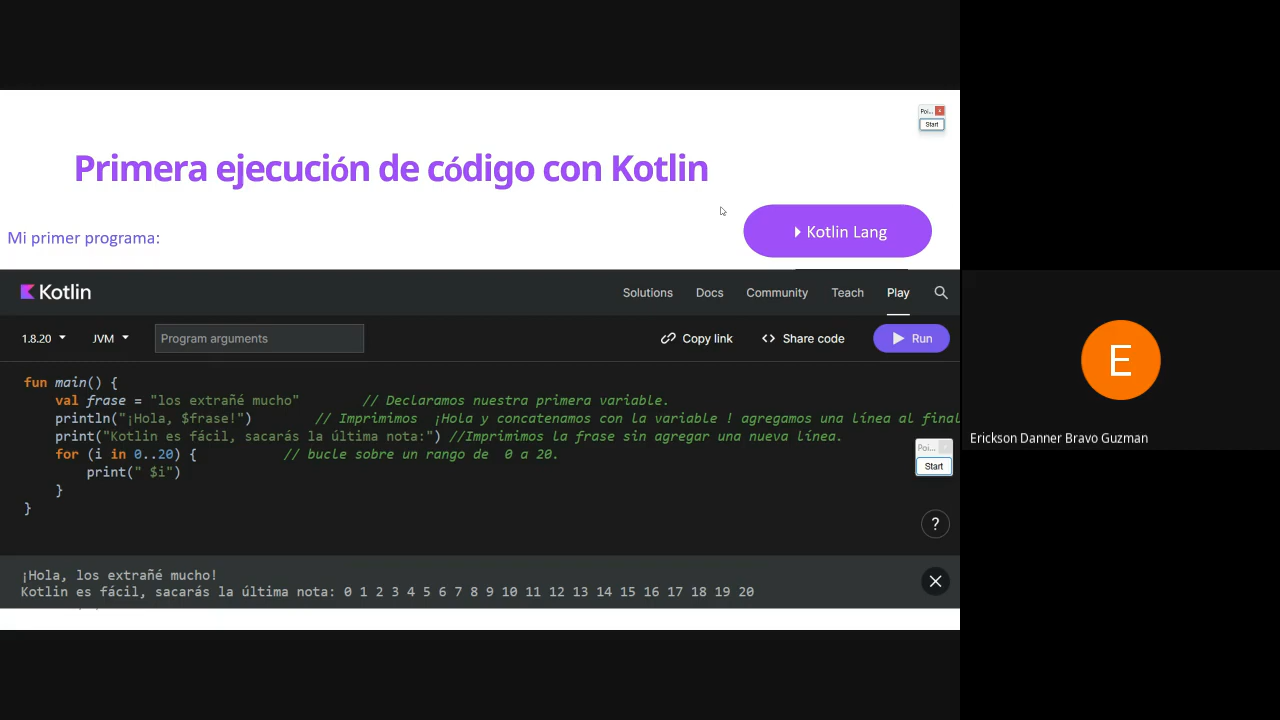 Poi...
Start
Primera ejecución de código con Kotlin
Kotlin Lang
Mi primer programa:
Kotlin
Solutions Docs Community Teach Play
1.8.20 JVM Program arguments Copy link <> Share code Run
fun main() {
val frase = "los extrañé mucho" // Declaramos nuestra primera variable.
println("¡Hola, $frase!") // Imprimimos ¡Hola y concatenamos con la variable ! agregamos una línea al final
print("Kotlin es fácil, sacarás la última nota:") //Imprimimos la frase sin agregar una nueva línea.
for (i in 0..20) { // bucle sobre un rango de 0 a 20.
print(" $i")
}
}
Poi...
Start
?
¡Hola, los extrañé mucho!
Kotlin es fácil, sacarás la última nota: 0 1 2 3 4 5 6 7 8 9 10 11 12 13 14 15 16 17 18 19 20
E
Erickson Danner Bravo Guzman